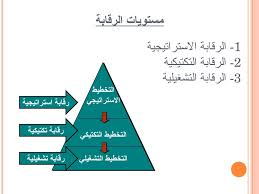 مستويات الرقابة
1- الرقابة الاستراتيجية
2- الرقابة التكتيكية
3- الرقابة التشغيلية
التخطيط
الاستراتيجي
رقابة استراتيجية
التخطيط التكتيكي
رقابة تكتيكية
التخطيط التشغيلي
رقابة تشغيلية